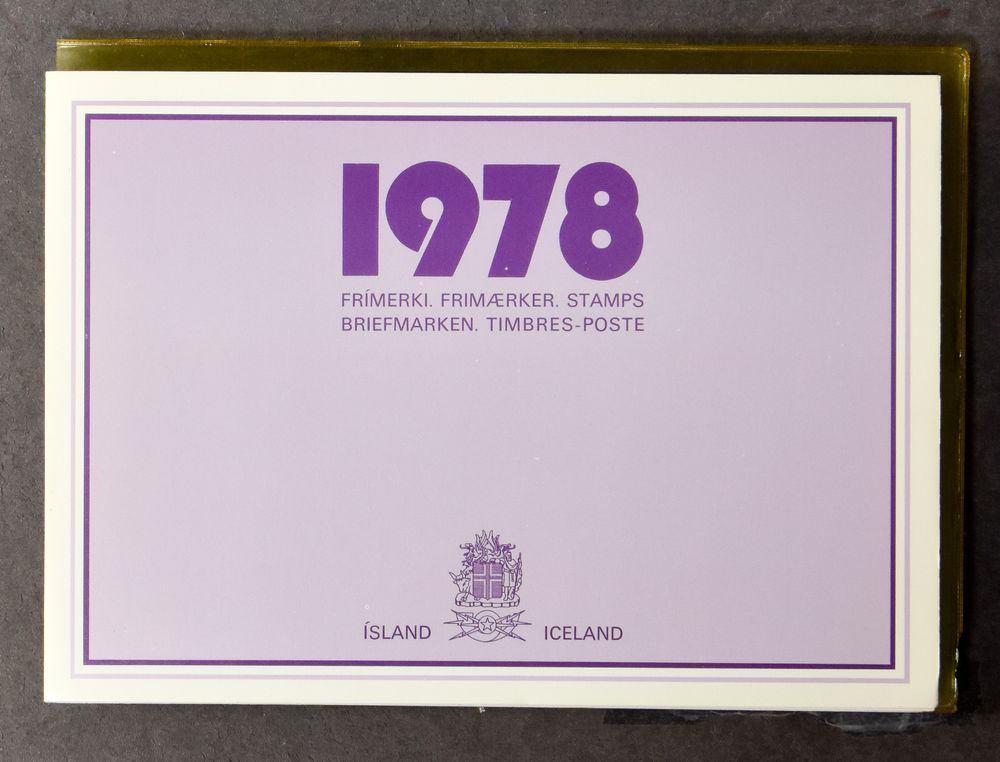 1978
FRÍMERKI. FRIMÆRKER. STAMPS
BRIEFMARKEN. TIMBRES-POSTE
ÍSLAND ICELAND